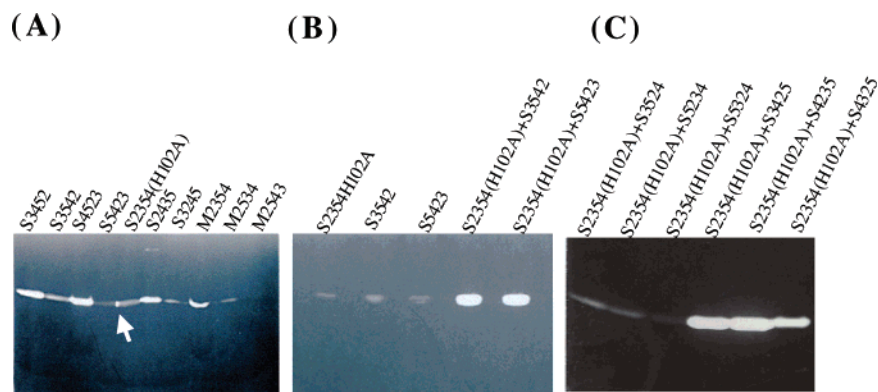 (A)
(B)
(C)
S3452
S3542
S4523
S5423
S2354(H102A)
S2435
S3245
M2354
M2534
M2543
S2354H102A
S3542
S5423
S2354(H102A)+S3542
S2354(H102A)+S5423
S2354(H102A)+S3524
S2354(H102A)+S5234
S2354(H102A)+S5324
S2354(H102A)+S3425
S2354(H102A)+S4235
S2354(H102A)+S4325